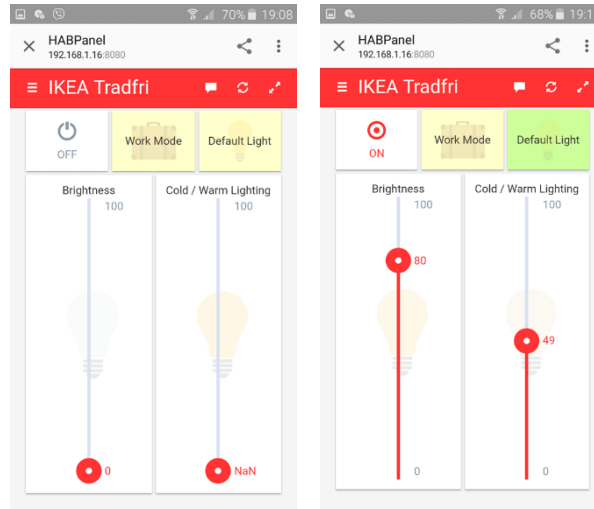 70% 19:08
HABPanel
192.168.1.16:8080
IKEA Tradfri
OFF
Work Mode
Default Light
Brightness
100
0
Cold / Warm Lighting
100
NaN
68% 19:1
HABPanel
192.168.1.16:8080
IKEA Tradfri
ON
Work Mode
Default Light
Brightness
100
80
0
Cold / Warm Lighting
100
49
0